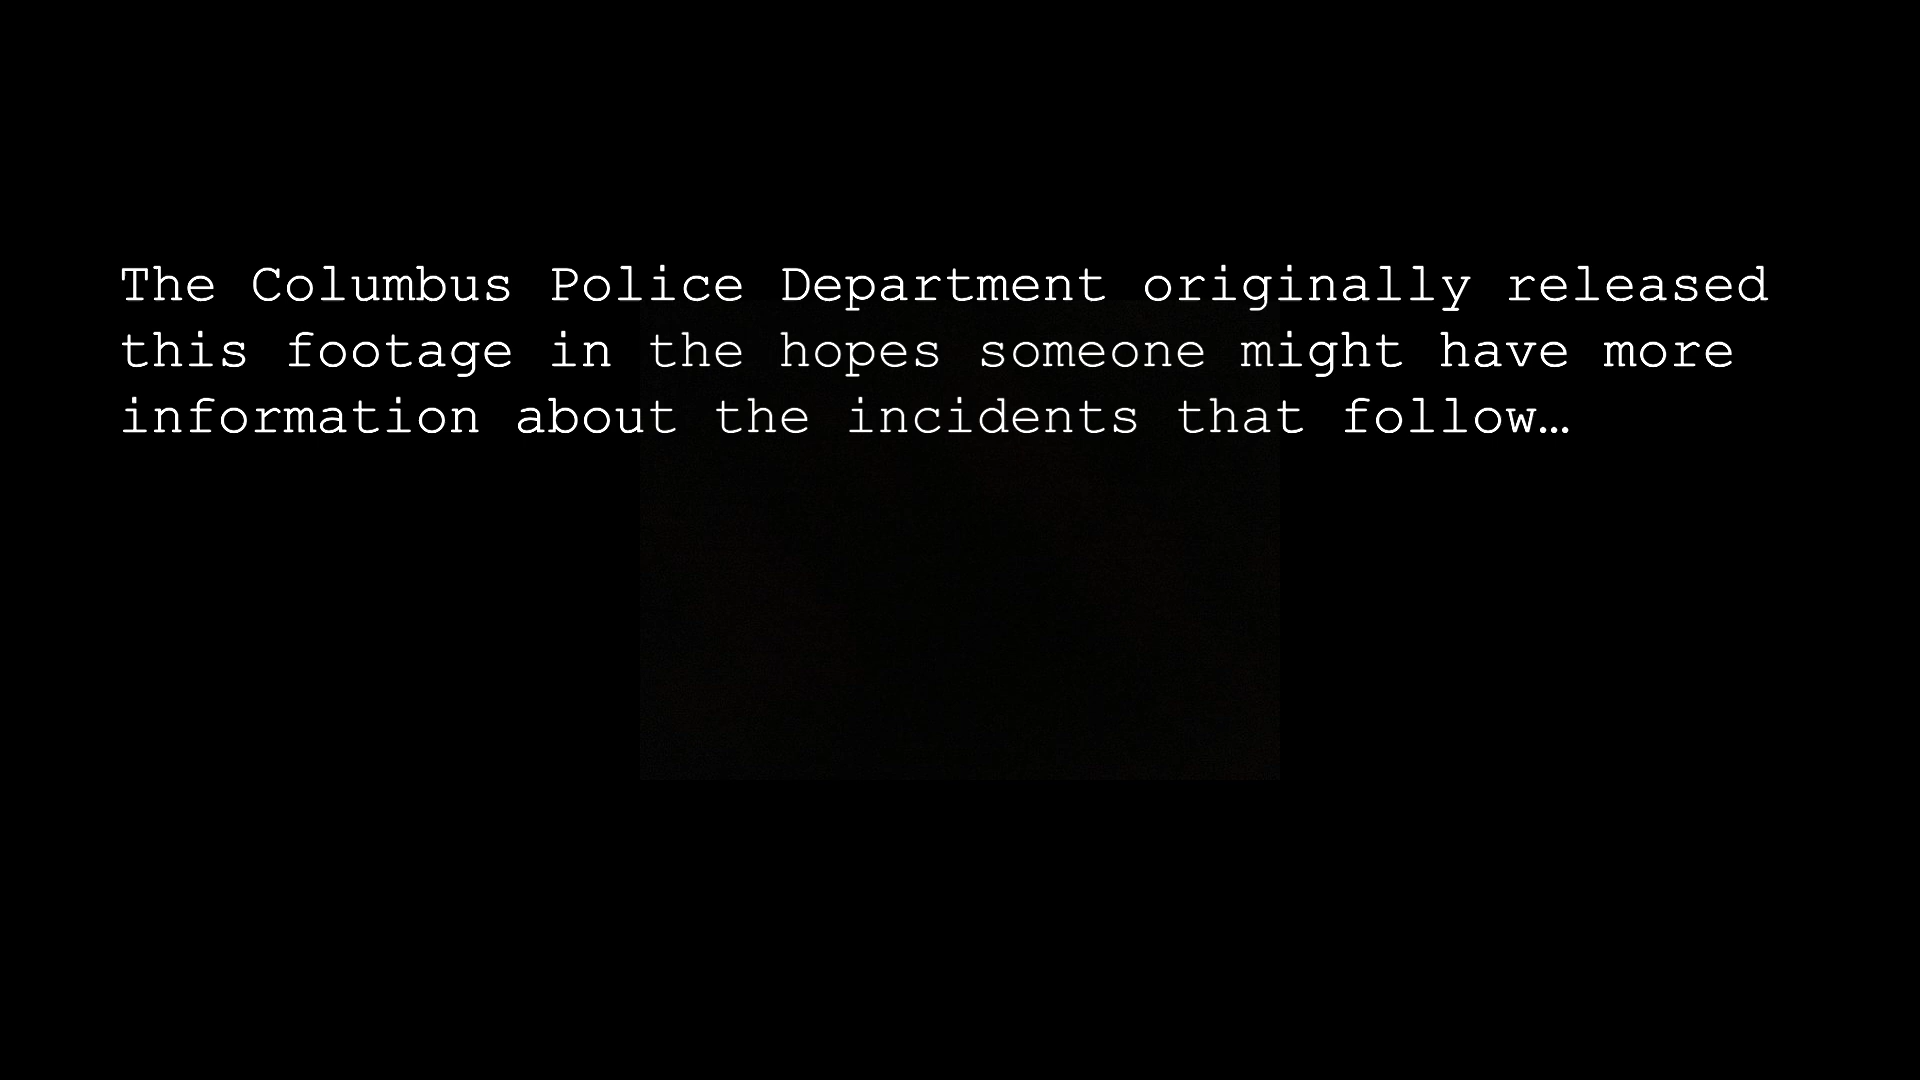 The Columbus Police Department originally released
this footage in the hopes someone might have more
information about the incidents that follow…